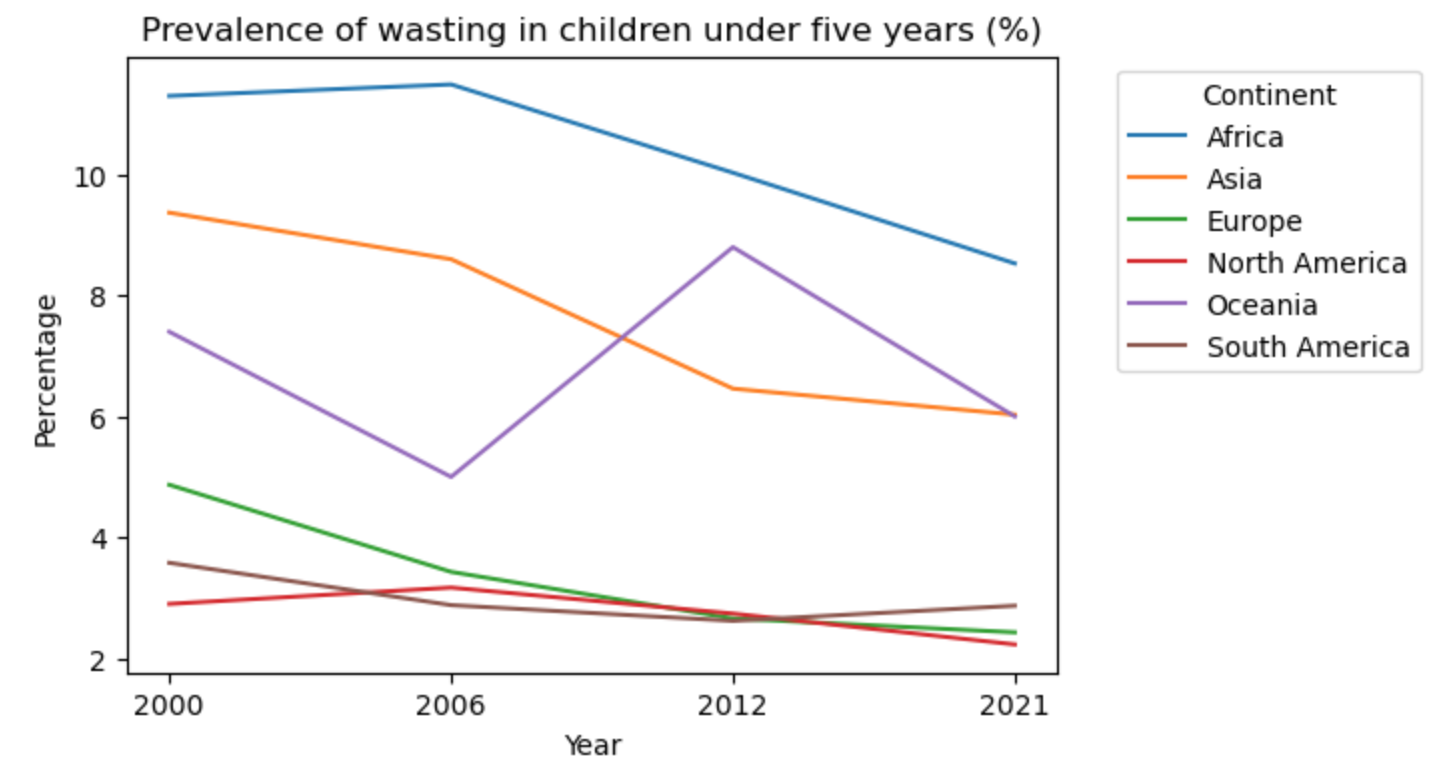 Prevalence of wasting in children under five years (%)
Continent
Africa
Asia
Europe
North America
Oceania
South America
Percentage
10
8
6
4
2
2000 2006 2012 2021
Year